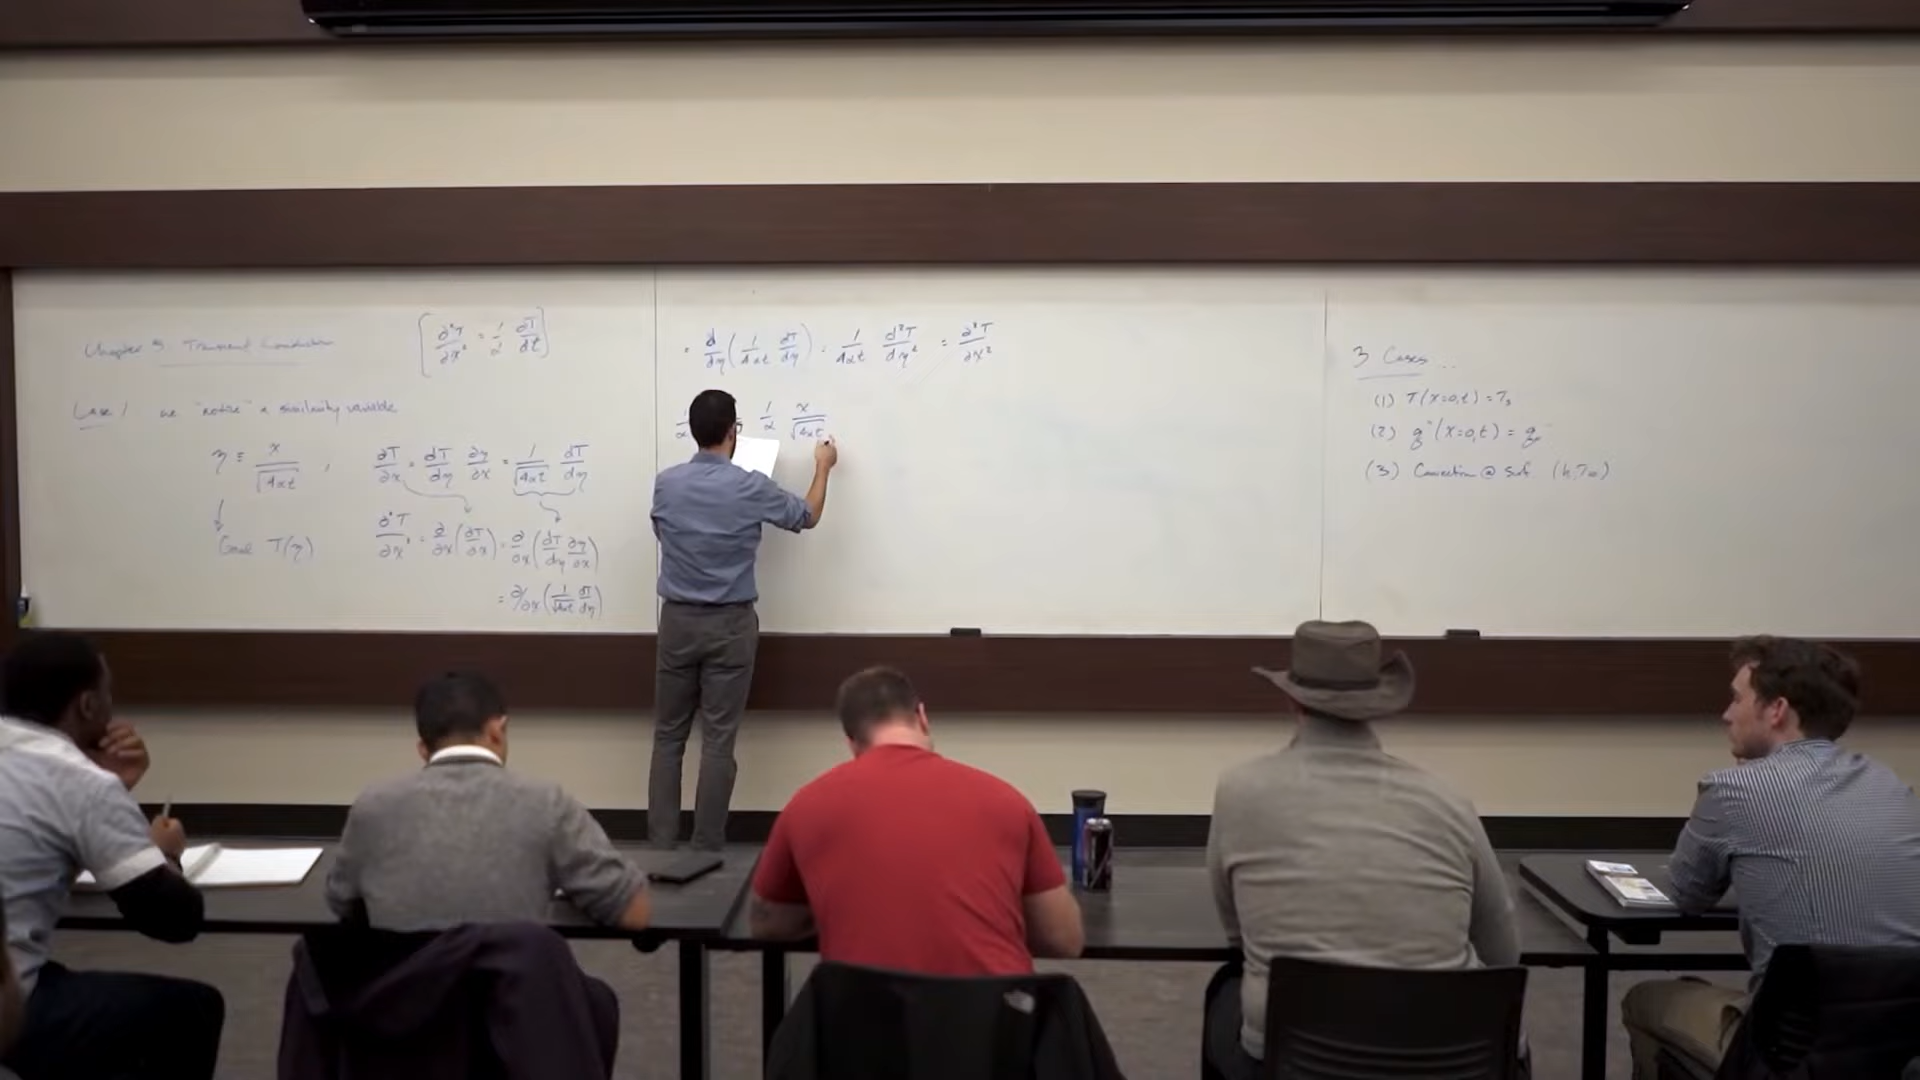 Chapter 5: Transient Conduction
[∂²T/∂x² = 1/α ∂T/∂t]
Case 1 we "notice" a similarity variable
η ≡ x/√4αt , ∂T/∂x = dT/dη ∂η/∂x = 1/√4αt dT/dη
Goal T(η)
∂²T/∂x² = ∂/∂x (∂T/∂x) = ∂/∂x (dT/dη ∂η/∂x)
= ∂/∂x (1/√4αt dT/dη)
= d/dη (1/4αt dT/dη) = 1/4αt d²T/dη² = ∂²T/∂x²
1/α
1/α x/√4αt
3 Cases...
(1) T(x=0,t) = Ts
(2) q"(x=0,t) = q
(3) Convection @ surf. (h, T∞)